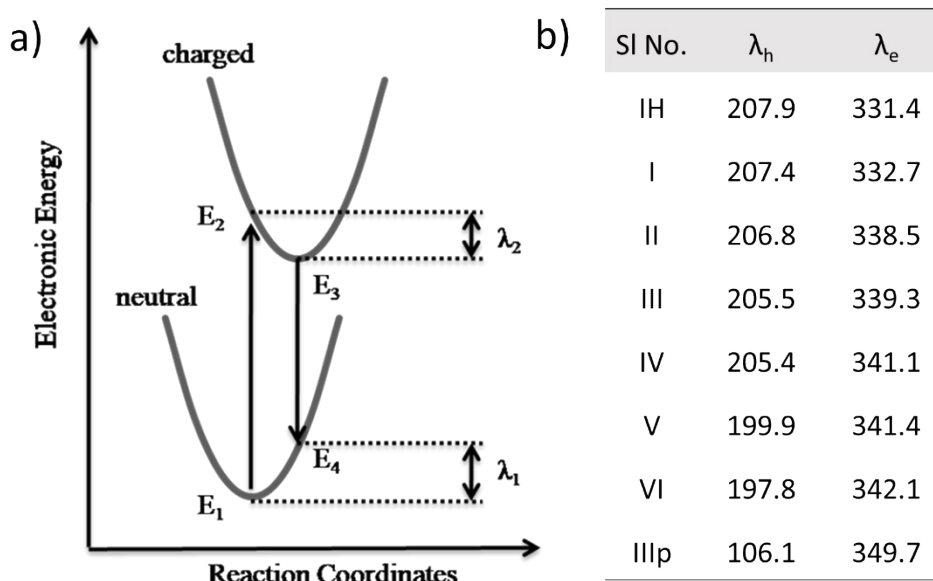 a)
charged
Electronic Energy
E₂
λ₂
E₃
neutral
E₄
λ₁
E₁
Reaction Coordinates
b)
Sl No. λₕ λₑ
IH 207.9 331.4
I 207.4 332.7
II 206.8 338.5
III 205.5 339.3
IV 205.4 341.1
V 199.9 341.4
VI 197.8 342.1
IIIp 106.1 349.7